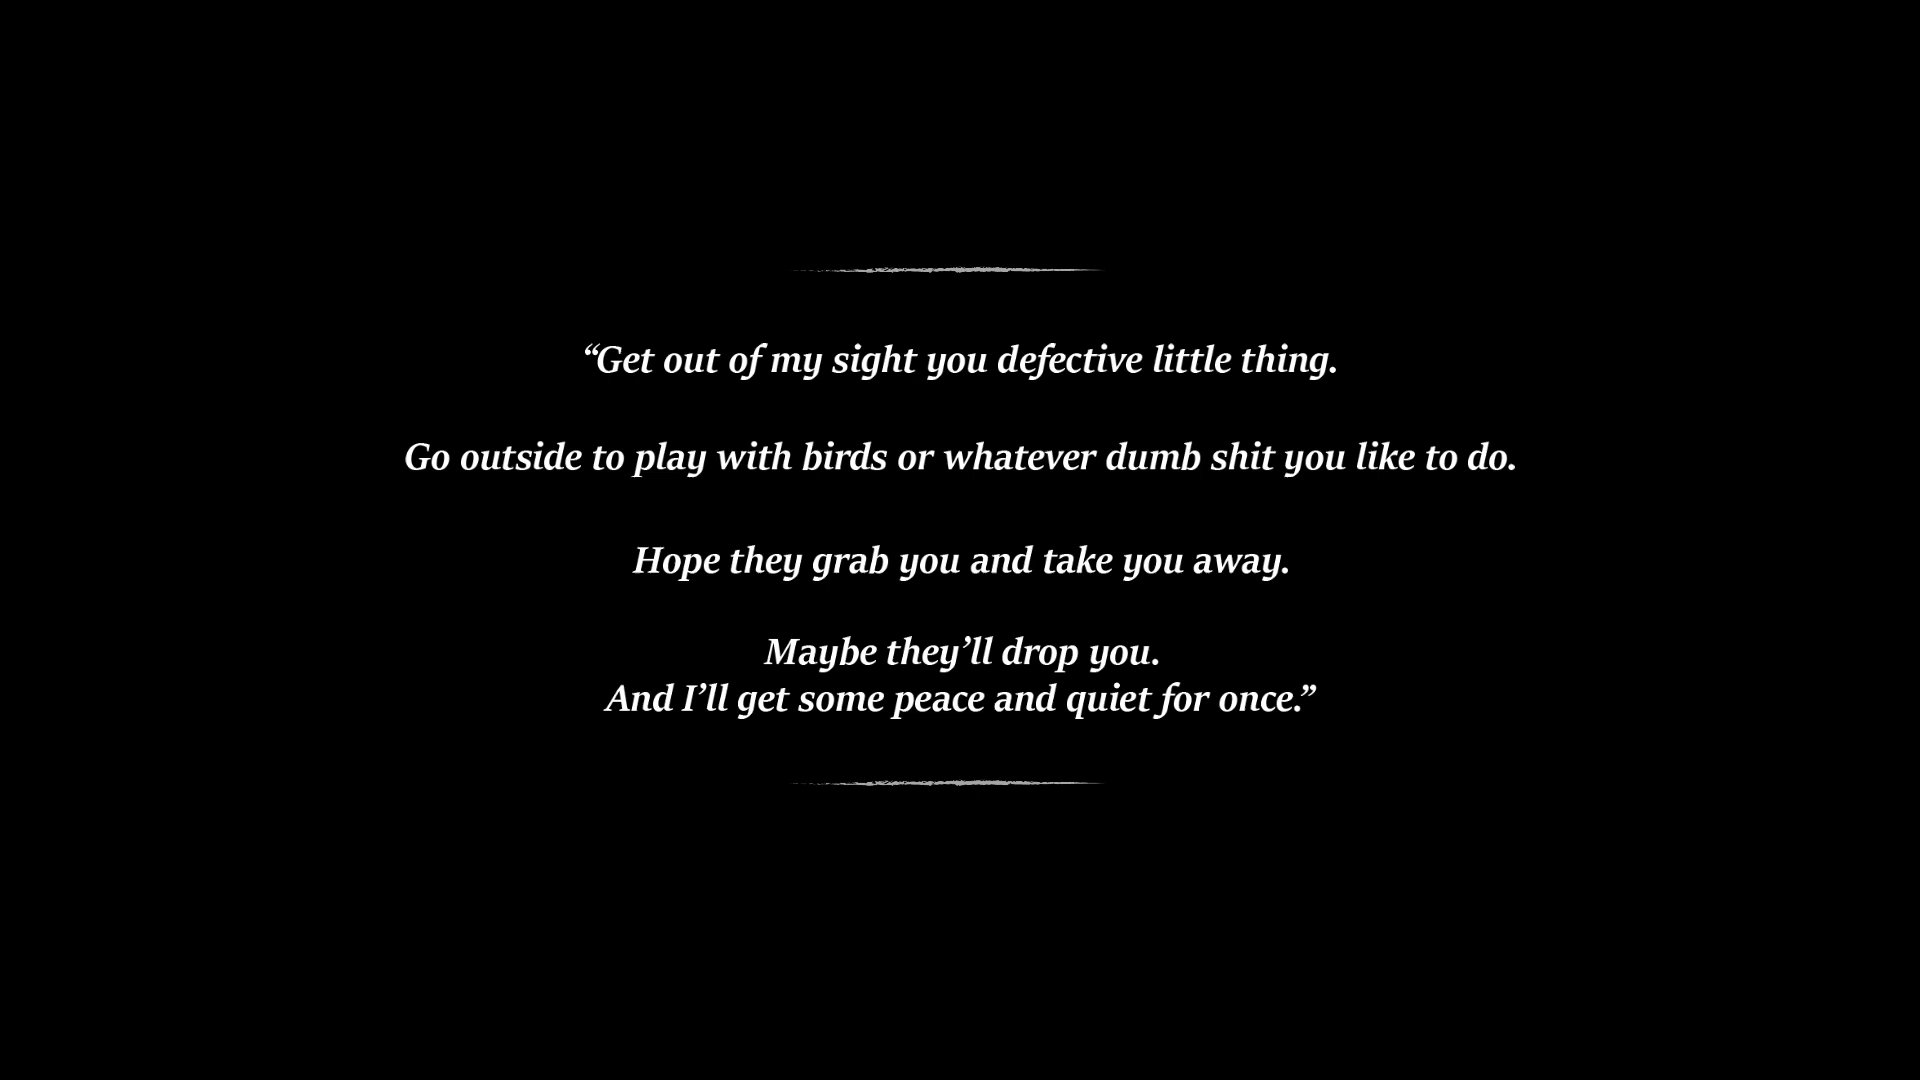 “Get out of my sight you defective little thing.
Go outside to play with birds or whatever dumb shit you like to do.
Hope they grab you and take you away.
Maybe they’ll drop you.
And I’ll get some peace and quiet for once.”